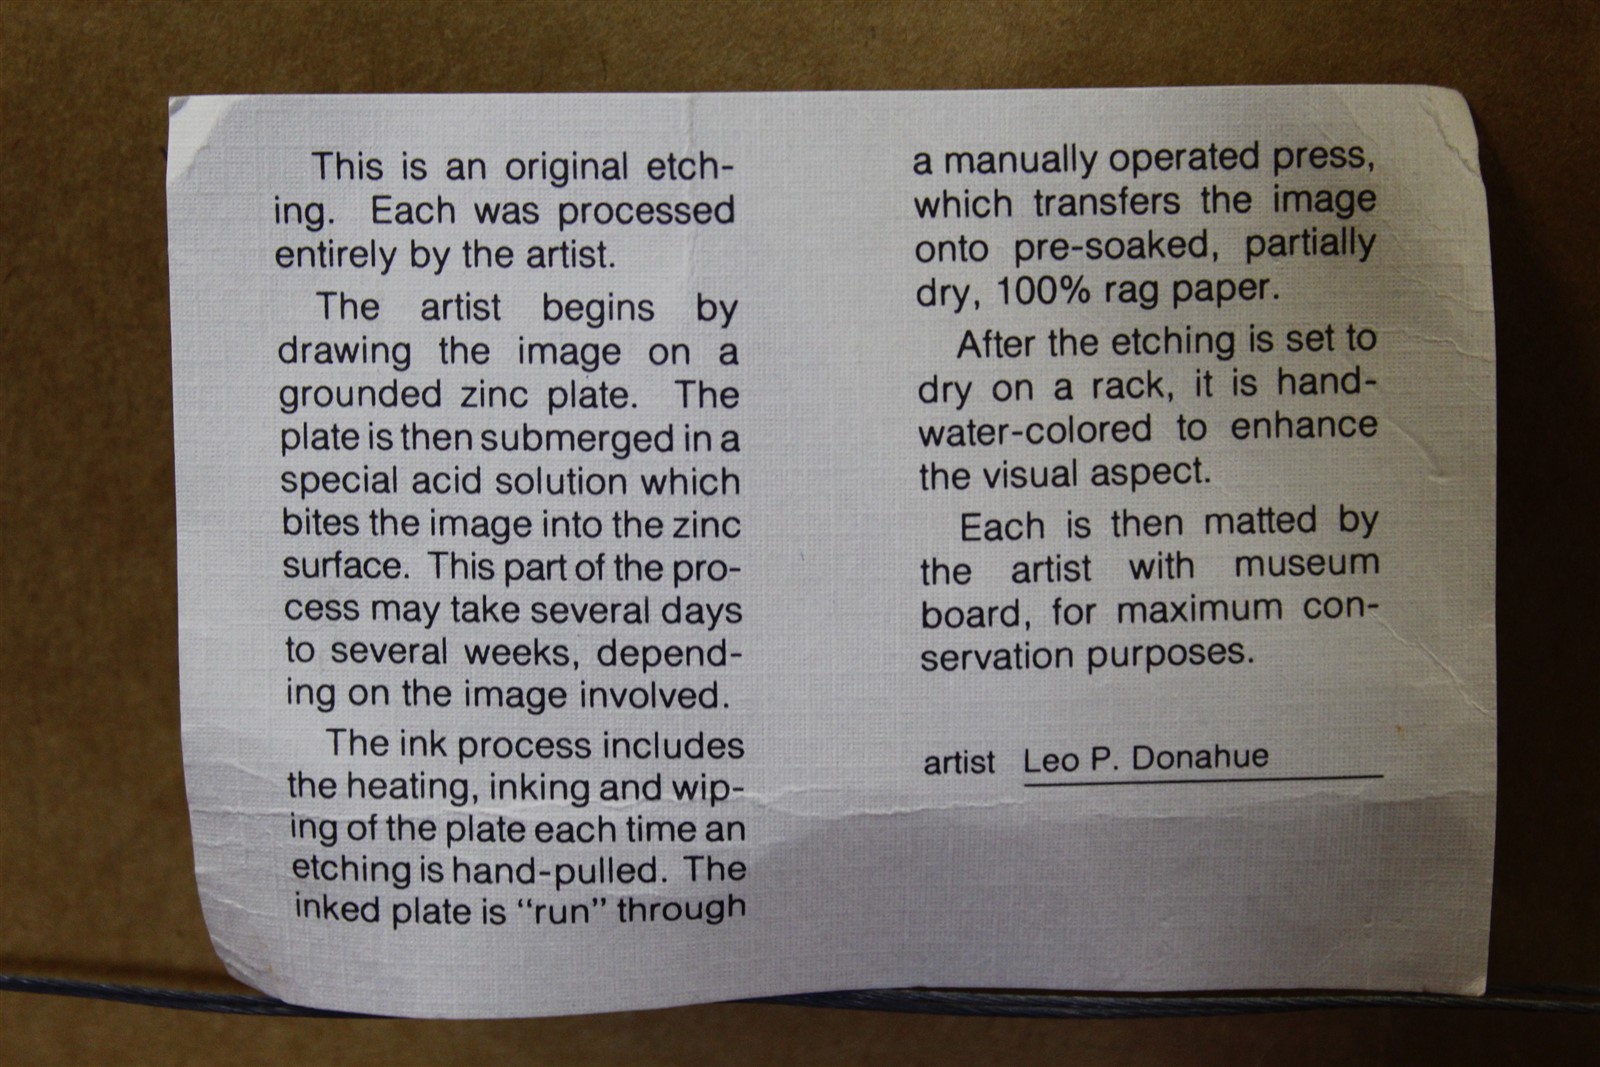 This is an original etch-
ing. Each was processed
entirely by the artist.
The artist begins by
drawing the image on a
grounded zinc plate. The
plate is then submerged in a
special acid solution which
bites the image into the zinc
surface. This part of the pro-
cess may take several days
to several weeks, depend-
ing on the image involved.
The ink process includes
the heating, inking and wip-
ing of the plate each time an
etching is hand-pulled. The
inked plate is “run” through
a manually operated press,
which transfers the image
onto pre-soaked, partially
dry, 100% rag paper.
After the etching is set to
dry on a rack, it is hand-
water-colored to enhance
the visual aspect.
Each is then matted by
the artist with museum
board, for maximum con-
servation purposes.
artist Leo P. Donahue